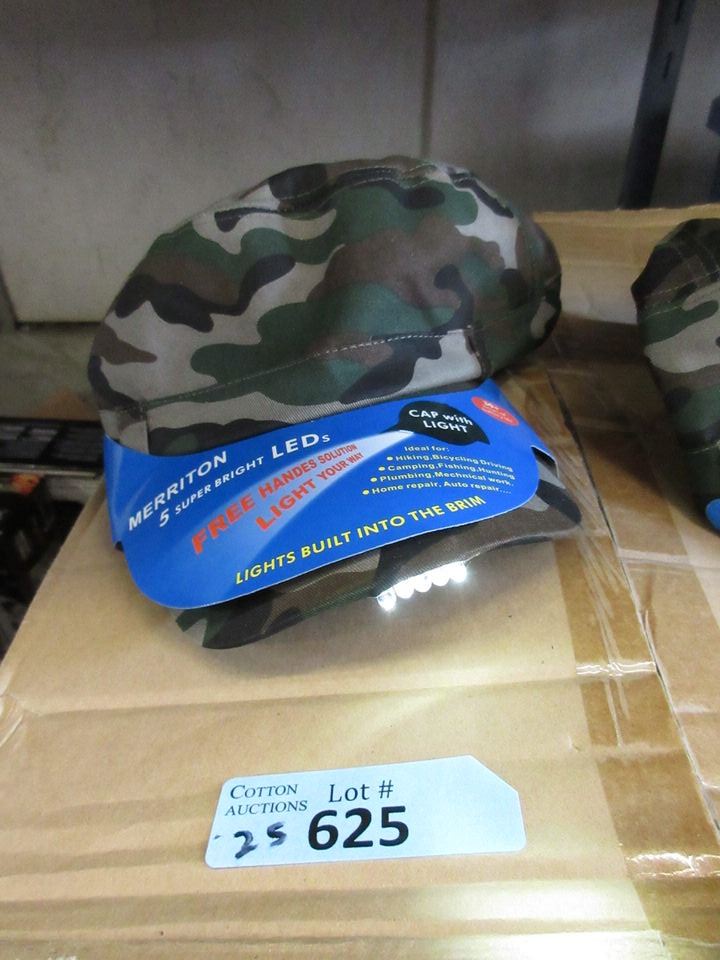 MERRITON
5 SUPER BRIGHT LEDs
FREE HANDES SOLUTION
LIGHT YOUR WAY
LIGHTS BUILT INTO THE BRIM
CAP with
LIGHT
Ideal for:
• Hiking,Bicycling Driving
• Camping,Fishing,Hunting
• Plumbing,Mechnical work.
• Home repair, Auto repair....
COTTON
AUCTIONS
Lot #
25
625